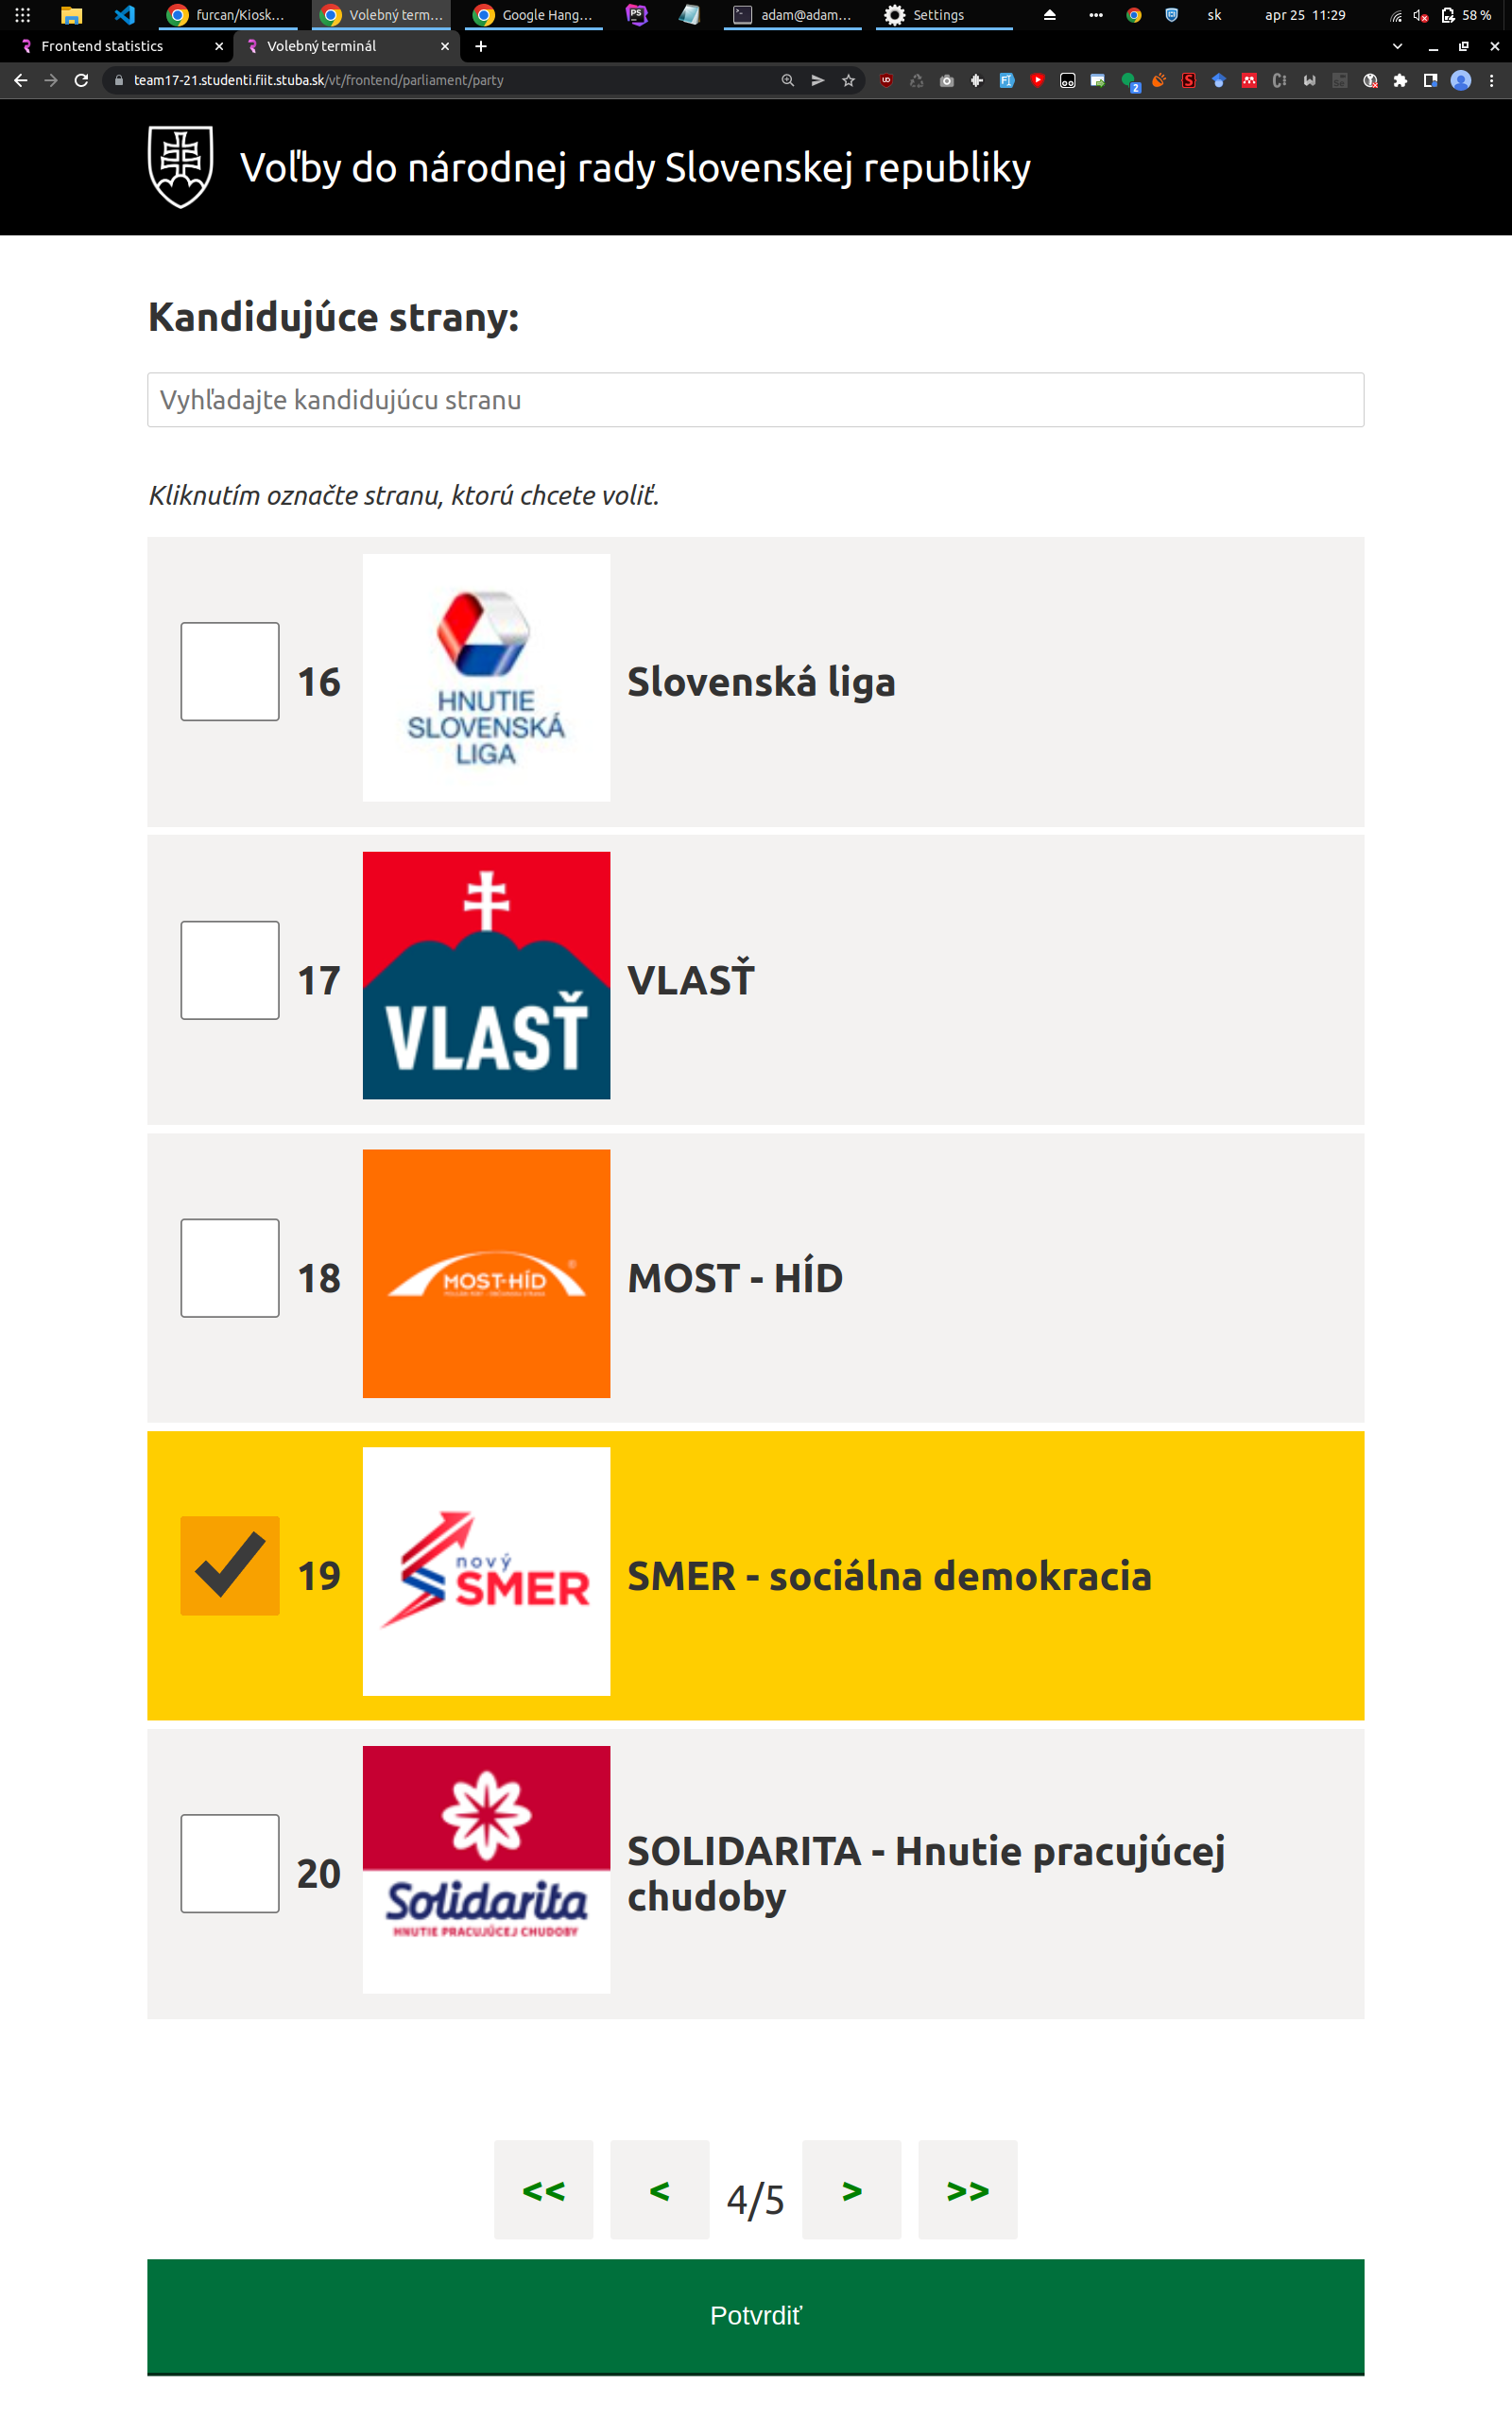 furcan/Kiosk... Volebný term... Google Hang... PS adam@adam... Settings sk apr 25 11:29 58 %
Frontend statistics Volebný terminál
team17-21.studenti.fiit.stuba.sk/vt/frontend/parliament/party
Voľby do národnej rady Slovenskej republiky
Kandidujúce strany:
Vyhľadajte kandidujúcu stranu
Kliknutím označte stranu, ktorú chcete voliť.
16
HNUTIE
SLOVENSKÁ
LIGA
Slovenská liga
17
VLASŤ
VLASŤ
18
MOST-HÍD
MOST - HÍD
19
nový
SMER
SMER - sociálna demokracia
20
Solidarita
HNUTIE PRACUJÚCEJ CHUDOBY
SOLIDARITA - Hnutie pracujúcej
chudoby
<< < 4/5 > >>
Potvrdiť